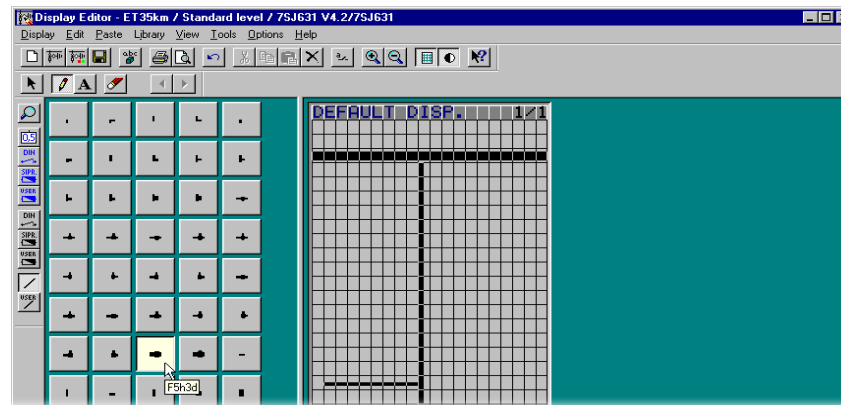 Display Editor - ET35km / Standard level / 7SJ631 V4.2/7SJ631
Display Edit Paste Library View Tools Options Help
abc
A
0,5
DIN
SIPR.
USER
DIN
SIPR.
USER
USER
DEFAULT DISP. 1/1
F5h3d